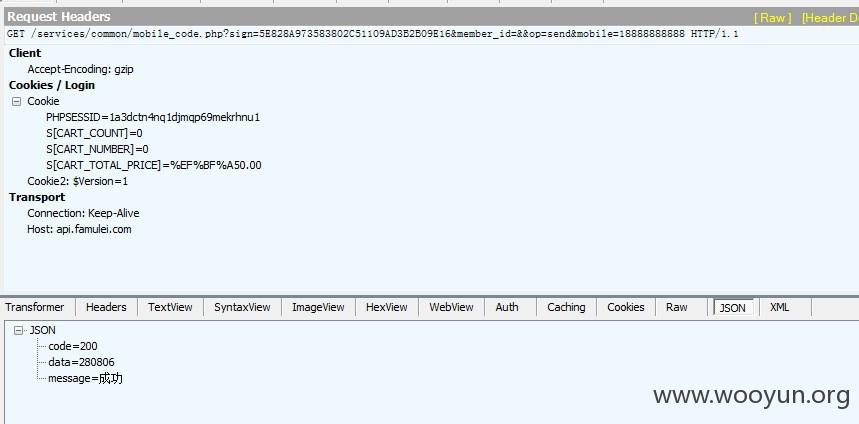 Request Headers [ Raw ] [Header D
GET /services/common/mobile_code.php?sign=5E828A973583802C51109AD3B2B09E16&member_id=&&op=send&mobile=18888888888 HTTP/1.1
Client
Accept-Encoding: gzip
Cookies / Login
Cookie
PHPSESSID=1a3dctn4nq1djmqp69mekrhnu1
S[CART_COUNT]=0
S[CART_NUMBER]=0
S[CART_TOTAL_PRICE]=%EF%BF%A50.00
Cookie2: $Version=1
Transport
Connection: Keep-Alive
Host: api.famulei.com
Transformer Headers TextView SyntaxView ImageView HexView WebView Auth Caching Cookies Raw JSON XML
JSON
code=200
data=280806
message=成功
www.wooyun.org